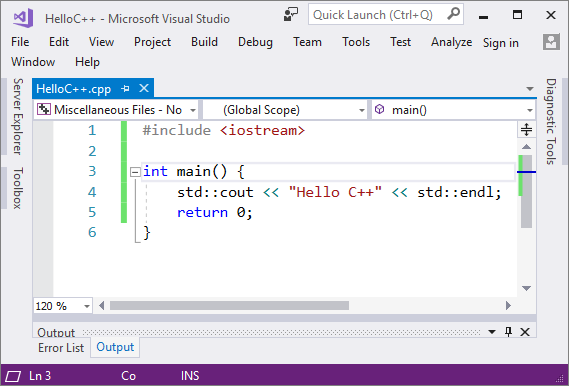 HelloC++ - Microsoft Visual Studio
Quick Launch (Ctrl+Q)
File Edit View Project Build Debug Team Tools Test Analyze Sign in
Window Help
Server Explorer
Toolbox
HelloC++.cpp
Miscellaneous Files - No (Global Scope) main()
1 #include <iostream>
2
3 int main() {
4 std::cout << "Hello C++" << std::endl;
5 return 0;
6 }
Diagnostic Tools
120 %
Output
Error List Output
Ln 3 Co INS